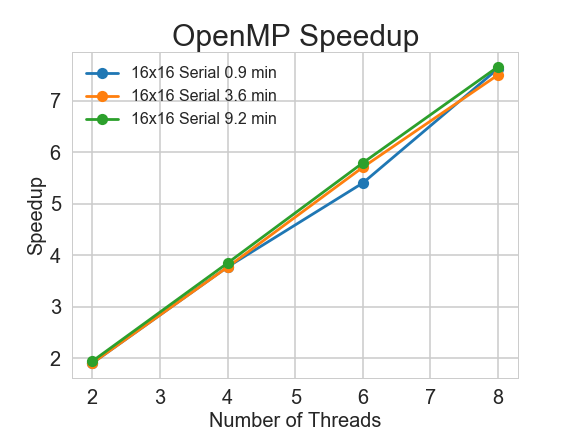 OpenMP Speedup
16x16 Serial 0.9 min
16x16 Serial 3.6 min
16x16 Serial 9.2 min
Speedup
7
6
5
4
3
2
2 3 4 5 6 7 8
Number of Threads